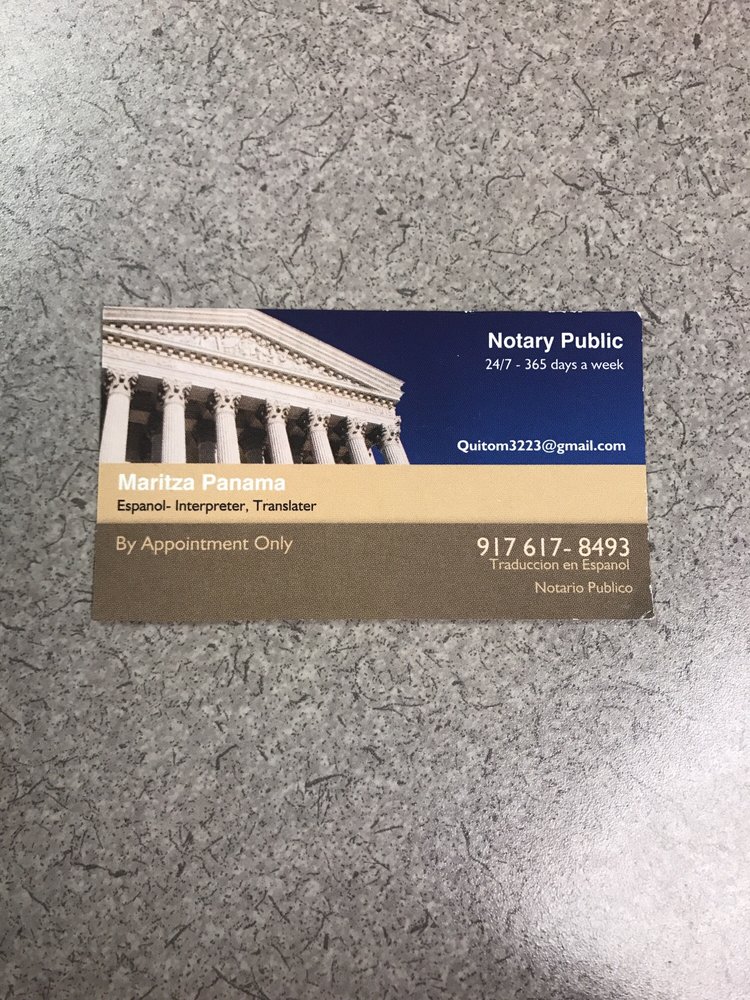 Notary Public
24/7 - 365 days a week
Quitom3223@gmail.com
Maritza Panama
Espanol- Interpreter, Translater
By Appointment Only
917 617- 8493
Traduccion en Espanol
Notario Publico